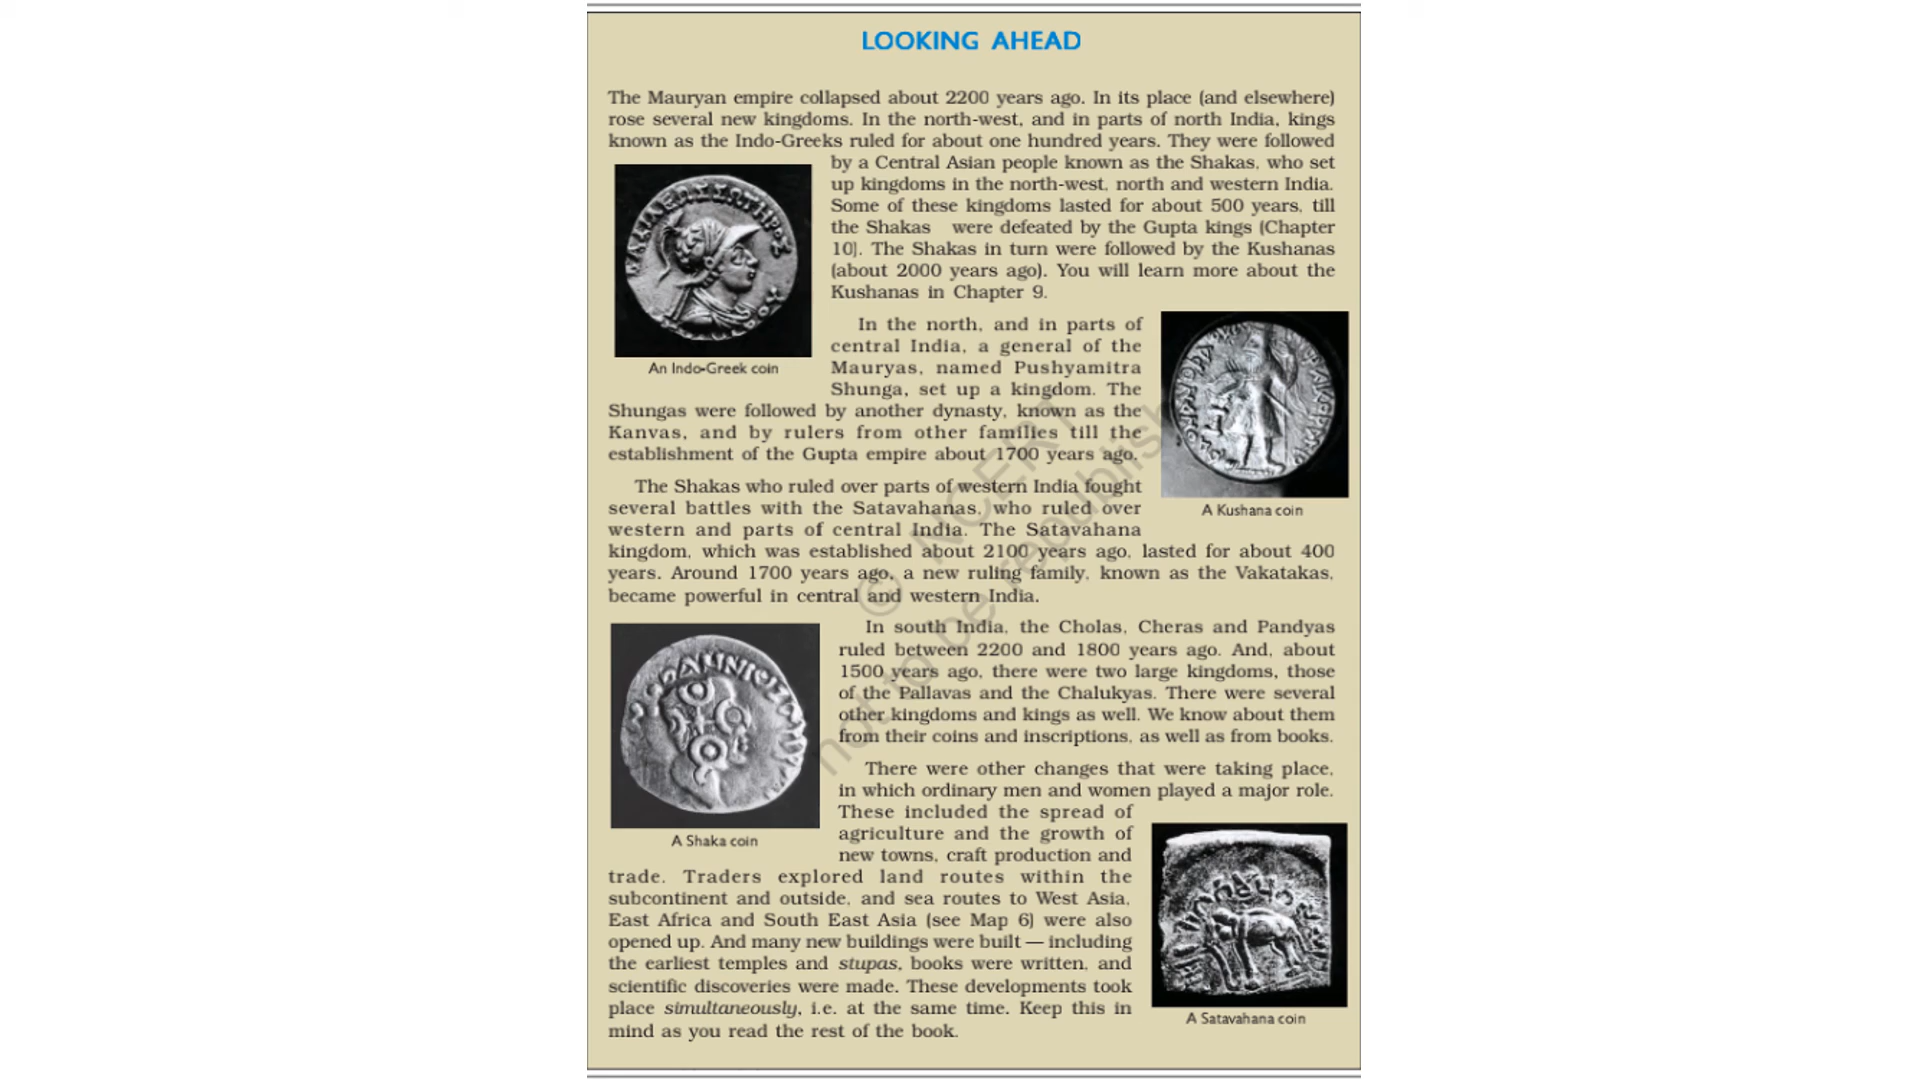 LOOKING AHEAD
The Mauryan empire collapsed about 2200 years ago. In its place (and elsewhere)
rose several new kingdoms. In the north-west, and in parts of north India, kings
known as the Indo-Greeks ruled for about one hundred years. They were followed
by a Central Asian people known as the Shakas, who set
up kingdoms in the north-west, north and western India.
Some of these kingdoms lasted for about 500 years, till
the Shakas were defeated by the Gupta kings (Chapter
10). The Shakas in turn were followed by the Kushanas
(about 2000 years ago). You will learn more about the
Kushanas in Chapter 9.
An Indo-Greek coin
In the north, and in parts of
central India, a general of the
Mauryas, named Pushyamitra
Shunga, set up a kingdom. The
Shungas were followed by another dynasty, known as the
Kanvas, and by rulers from other families till the
establishment of the Gupta empire about 1700 years ago.
A Kushana coin
The Shakas who ruled over parts of western India fought
several battles with the Satavahanas, who ruled over
western and parts of central India. The Satavahana
kingdom, which was established about 2100 years ago, lasted for about 400
years. Around 1700 years ago, a new ruling family, known as the Vakatakas,
became powerful in central and western India.
In south India, the Cholas, Cheras and Pandyas
ruled between 2200 and 1800 years ago. And, about
1500 years ago, there were two large kingdoms, those
of the Pallavas and the Chalukyas. There were several
other kingdoms and kings as well. We know about them
from their coins and inscriptions, as well as from books.
A Shaka coin
There were other changes that were taking place,
in which ordinary men and women played a major role.
These included the spread of
agriculture and the growth of
new towns, craft production and
trade. Traders explored land routes within the
subcontinent and outside, and sea routes to West Asia,
East Africa and South East Asia (see Map 6) were also
opened up. And many new buildings were built — including
the earliest temples and stupas, books were written, and
scientific discoveries were made. These developments took
place simultaneously, i.e. at the same time. Keep this in
mind as you read the rest of the book.
A Satavahana coin
© NCERT
not to be republish